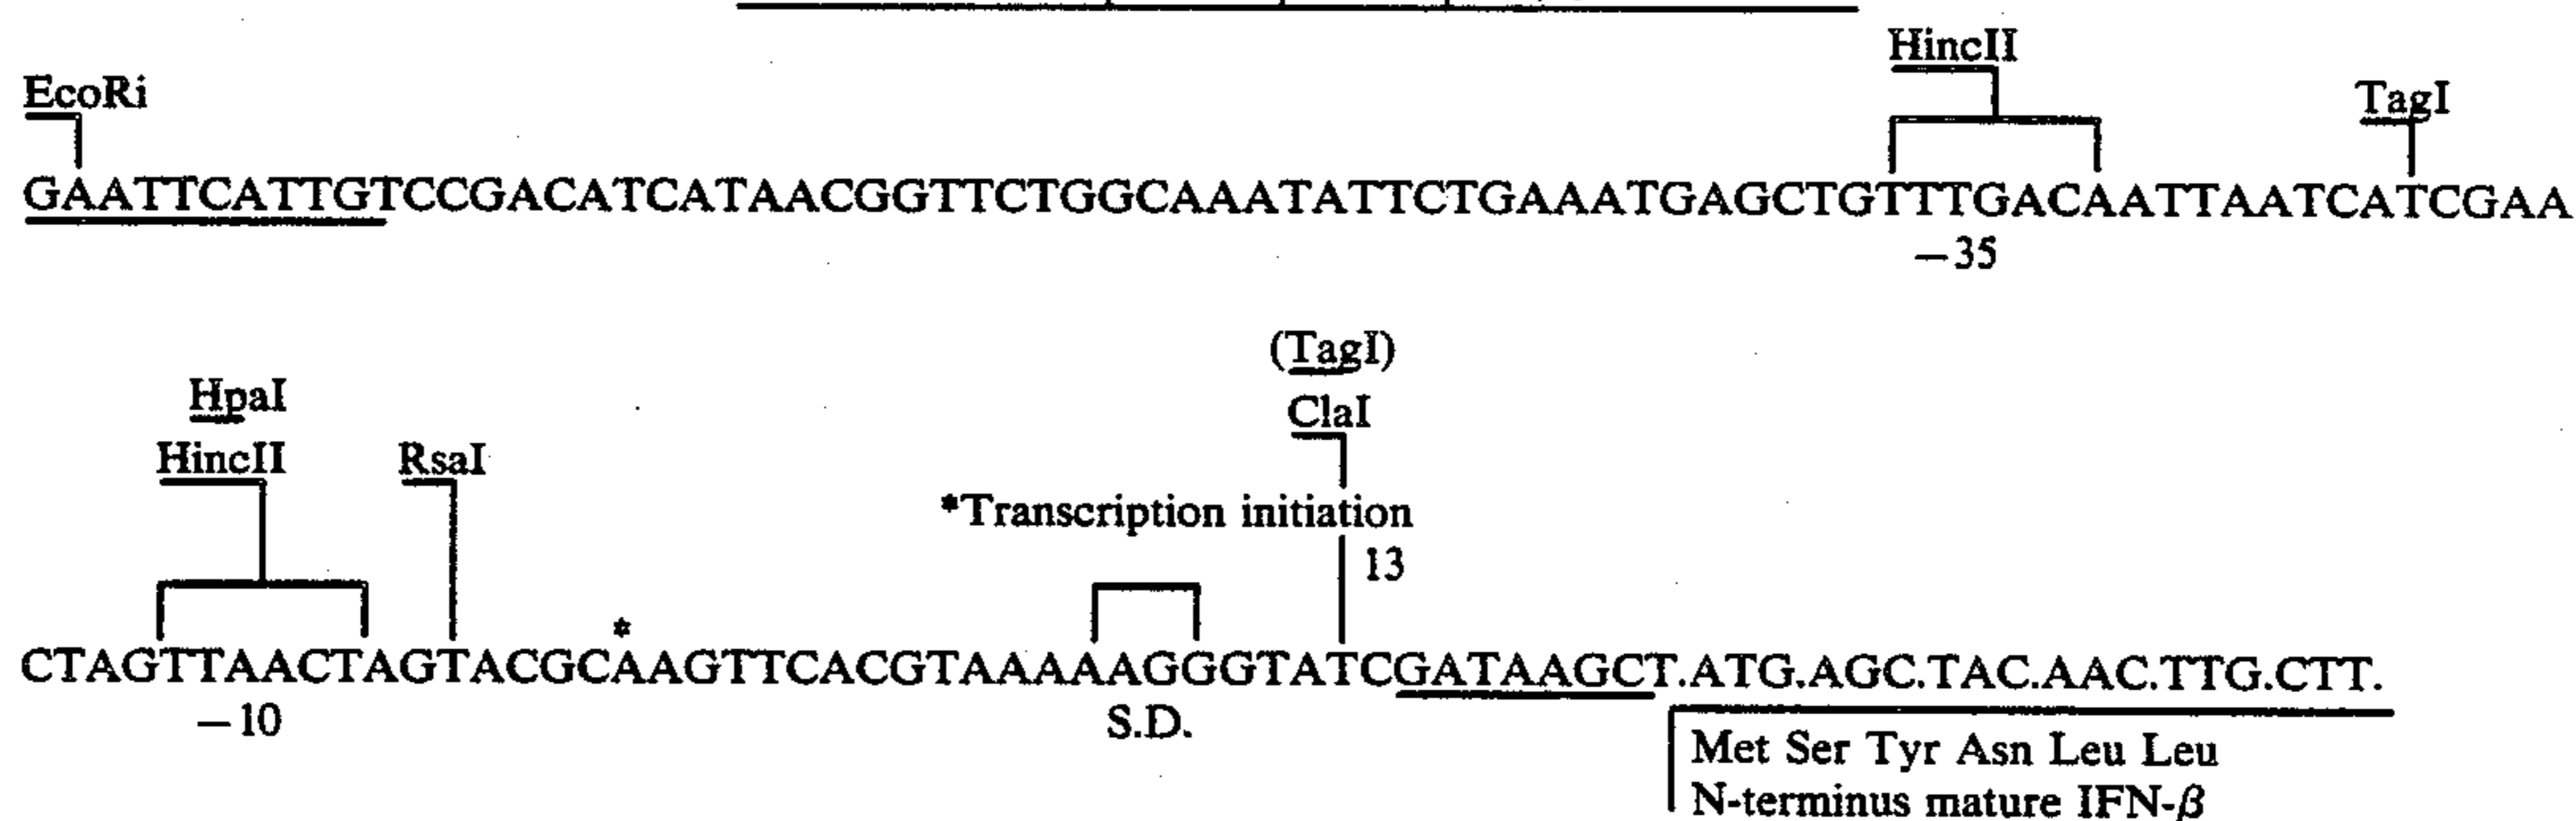 HincII
EcoRi
TagI
GAATTCATTGTCCGACATCATAACGGTTCTGGCAAATATTCTGAAATGAGCTGTTTGACAATTAATCATCGAA
—35
(TagI)
HpaI
ClaI
HincII
RsaI
*Transcription initiation
13
*
CTAGTTAACTAGTACGCAAGTTCACGTAAAAAGGGTATCGATAAGCT.ATG.AGC.TAC.AAC.TTG.CTT.
—10
S.D.
Met Ser Tyr Asn Leu Leu
N-terminus mature IFN-β